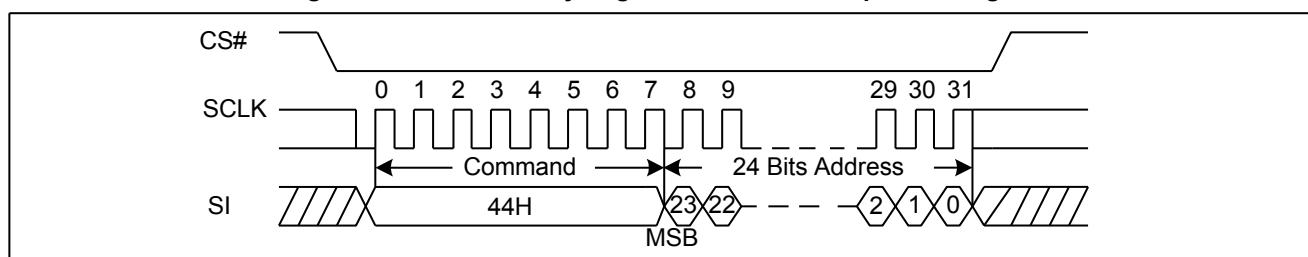 CS#
0 1 2 3 4 5 6 7 8 9 29 30 31
SCLK
Command 24 Bits Address
SI 44H 23 22 2 1 0
MSB